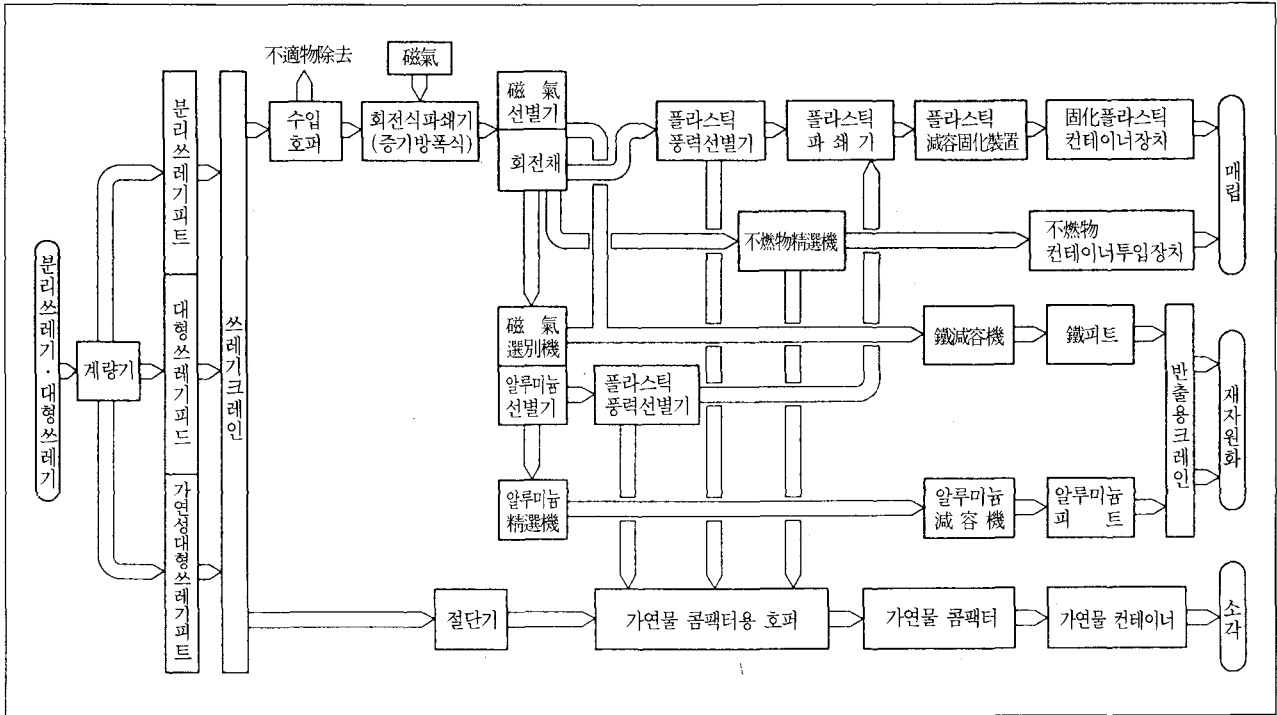 분리쓰레기·대형쓰레기
계량기
분리쓰레기피트
대형쓰레기피드
가연성대형쓰레기피트
쓰레기크레인
不適物除去
수입
호퍼
磁氣
회전식파쇄기
(증기방폭식)
磁氣
선별기
회전채
플라스틱
풍력선별기
플라스틱
파쇄기
플라스틱
減容固化裝置
固化플라스틱
컨테이너장치
매립
不燃物精選機
不燃物
컨테이너투입장치
磁氣
選別機
鐵減容機
鐵피트
알루미늄
선별기
플라스틱
풍력선별기
반출용크레인
재자원화
알루미늄
精選機
알루미늄
減容機
알루미늄
피트
절단기
가연물 콤팩터용 호퍼
가연물 콤팩터
가연물 컨테이너
소각